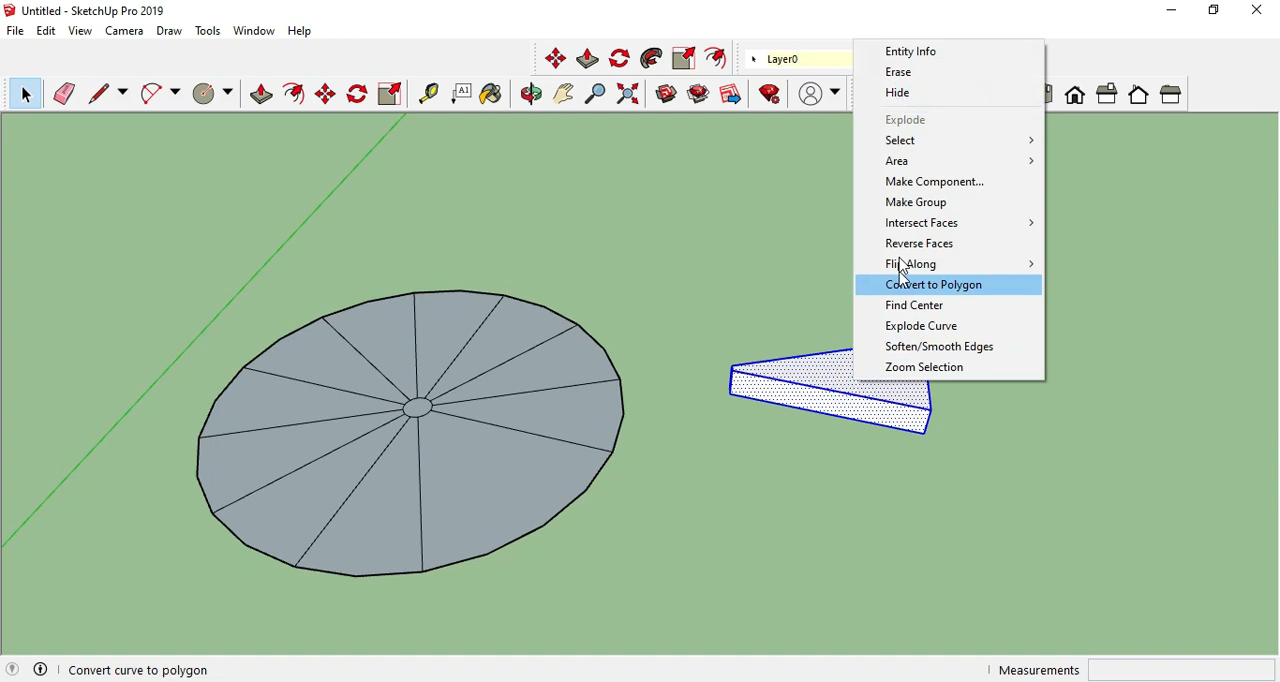 Untitled - SketchUp Pro 2019
File Edit View Camera Draw Tools Window Help
Layer0
A1
Entity Info
Erase
Hide
Explode
Select
Area
Make Component...
Make Group
Intersect Faces
Reverse Faces
Flip Along
Convert to Polygon
Find Center
Explode Curve
Soften/Smooth Edges
Zoom Selection
Convert curve to polygon
Measurements